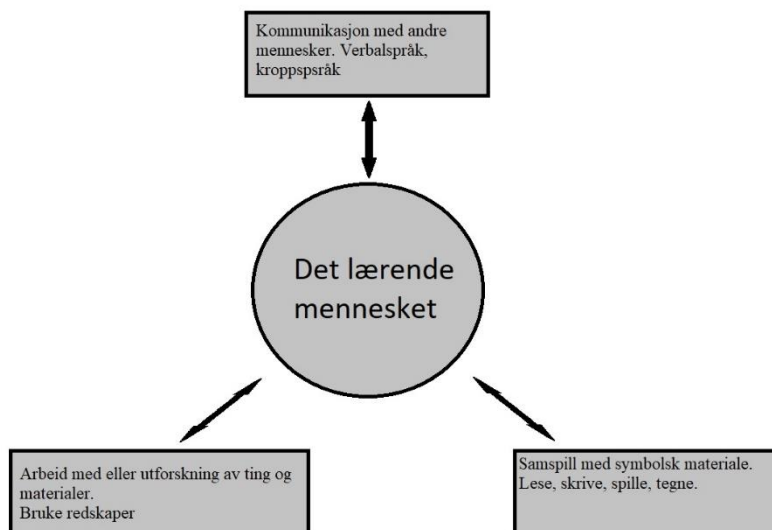 Kommunikasjon med andre
mennesker. Verbalspråk,
kroppspsråk
Det lærende
mennesket
Arbeid med eller utforskning av ting og
materialer.
Bruke redskaper
Samspill med symbolsk materiale.
Lese, skrive, spille, tegne.